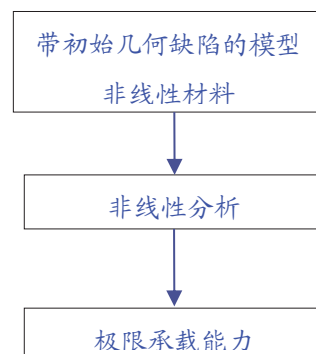 带初始几何缺陷的模型
非线性材料
非线性分析
极限承载能力